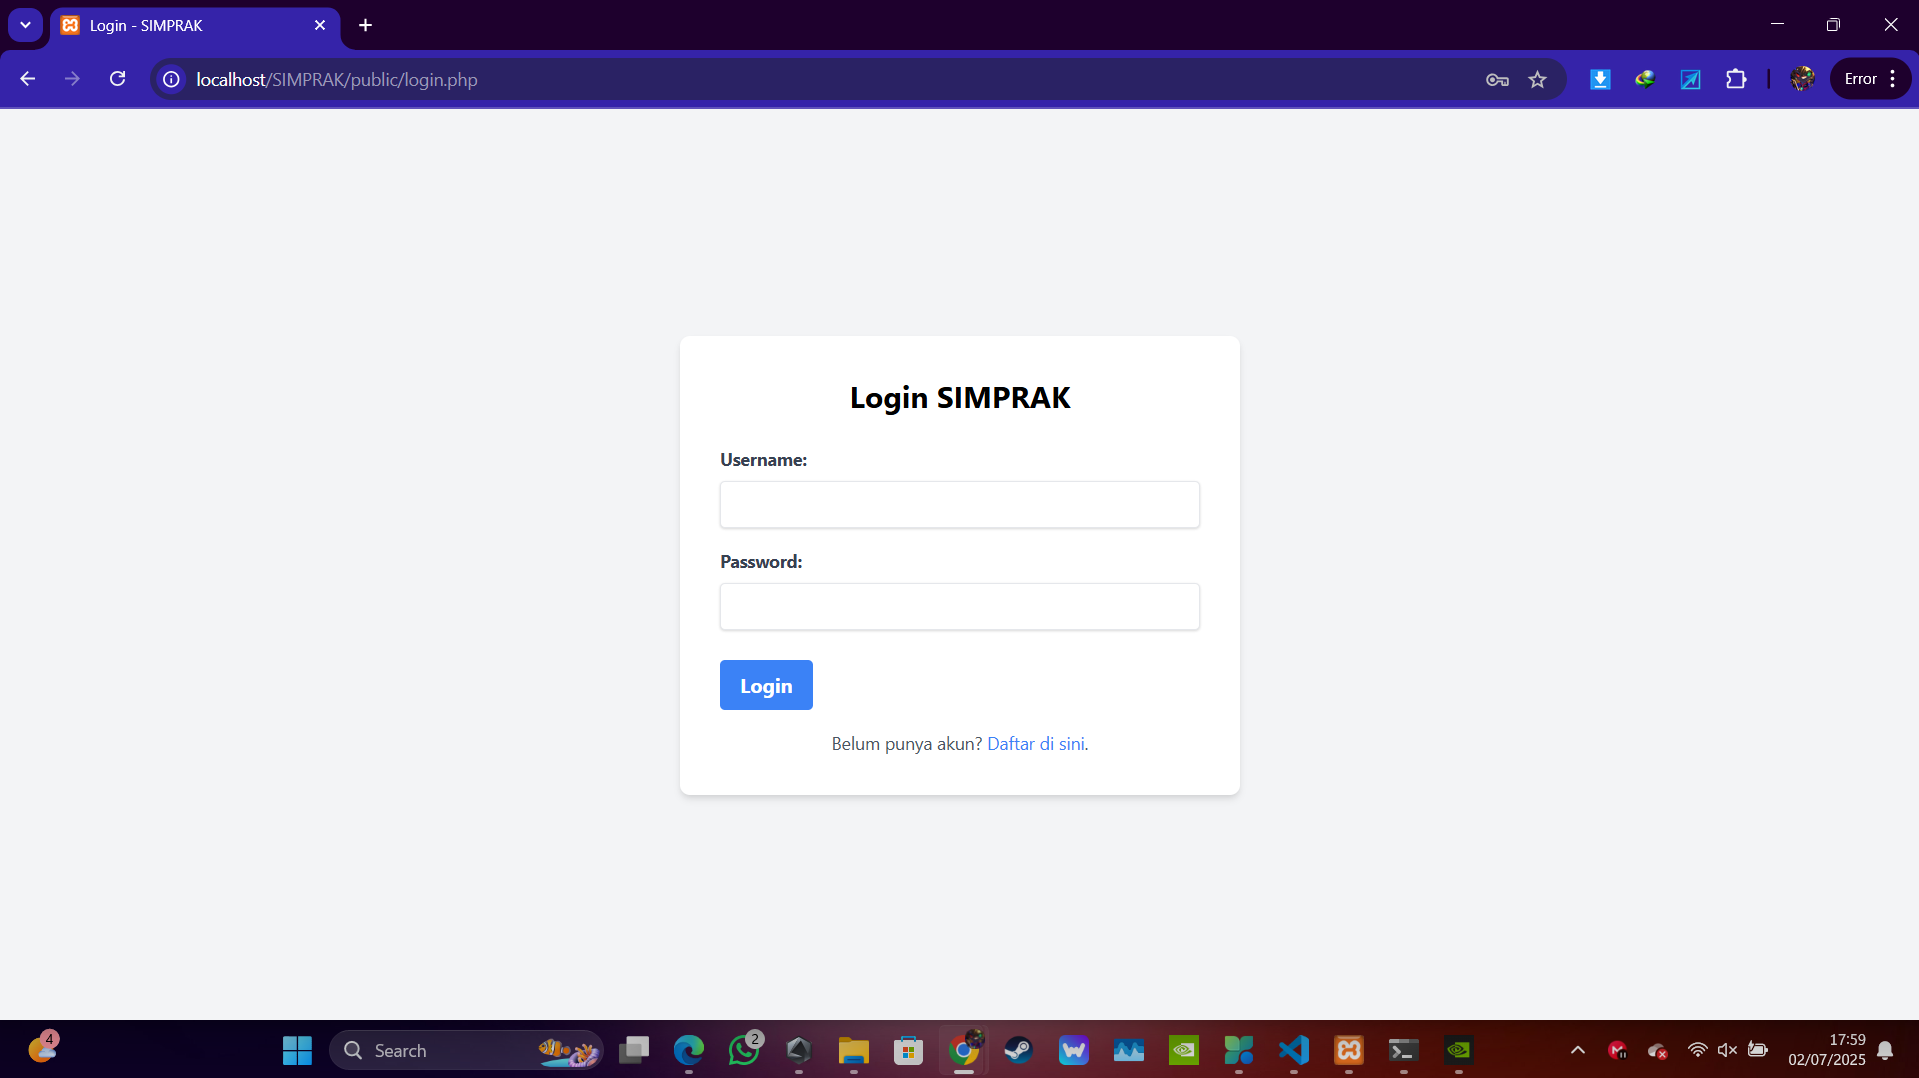 Login - SIMPRAK
localhost/SIMPRAK/public/login.php
Error
Login SIMPRAK
Username:
Password:
Login
Belum punya akun? Daftar di sini.
4
Search
2
17:59
02/07/2025